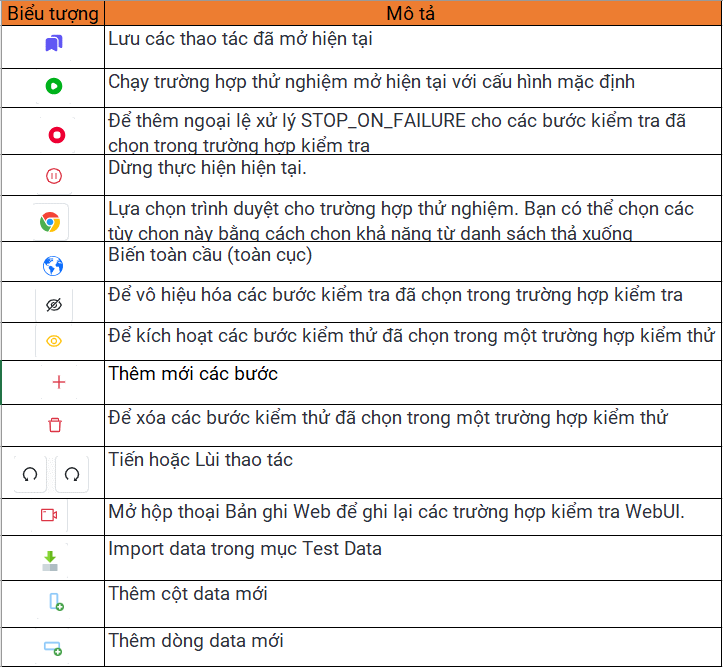 Biểu tượng Mô tả
Lưu các thao tác đã mở hiện tại
Chạy trường hợp thử nghiệm mở hiện tại với cấu hình mặc định
Để thêm ngoại lệ xử lý STOP_ON_FAILURE cho các bước kiểm tra đã
chọn trong trường hợp kiểm tra
Dừng thực hiện hiện tại.
Lựa chọn trình duyệt cho trường hợp thử nghiệm. Bạn có thể chọn các
tùy chọn này bằng cách chọn khả năng từ danh sách thả xuống
Biến toàn cầu (toàn cục)
Để vô hiệu hóa các bước kiểm tra đã chọn trong trường hợp kiểm tra
Để kích hoạt các bước kiểm thử đã chọn trong một trường hợp kiểm thử
Thêm mới các bước
Để xóa các bước kiểm thử đã chọn trong một trường hợp kiểm thử
Tiến hoặc Lùi thao tác
Mở hộp thoại Bản ghi Web để ghi lại các trường hợp kiểm tra WebUI.
Import data trong mục Test Data
Thêm cột data mới
Thêm dòng data mới